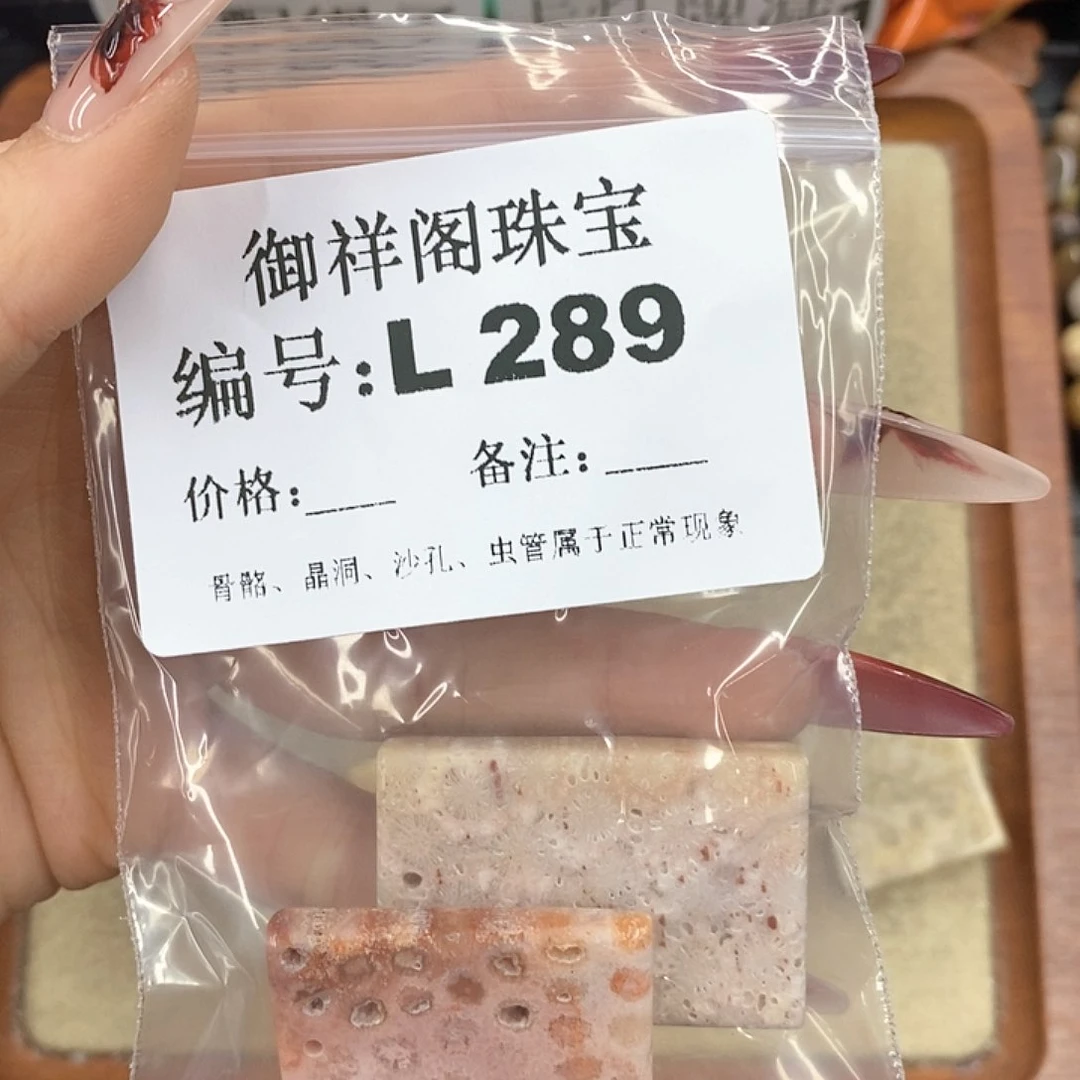 御祥阁珠宝
编号:L 289
价格:___ 备注:____
骨骼、晶洞、沙孔、虫管属于正常现象